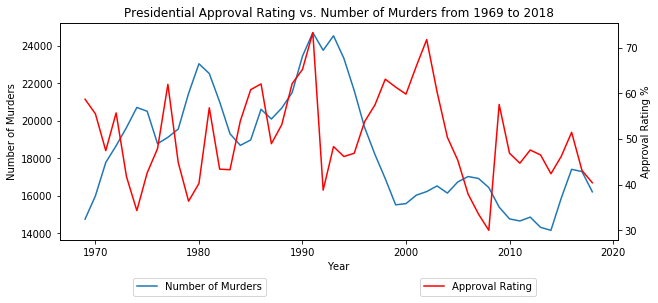 Presidential Approval Rating vs. Number of Murders from 1969 to 2018
24000
22000
20000
18000
16000
14000
Number of Murders
70
60
50
40
30
Approval Rating %
1970 1980 1990 2000 2010 2020
Year
Number of Murders
Approval Rating